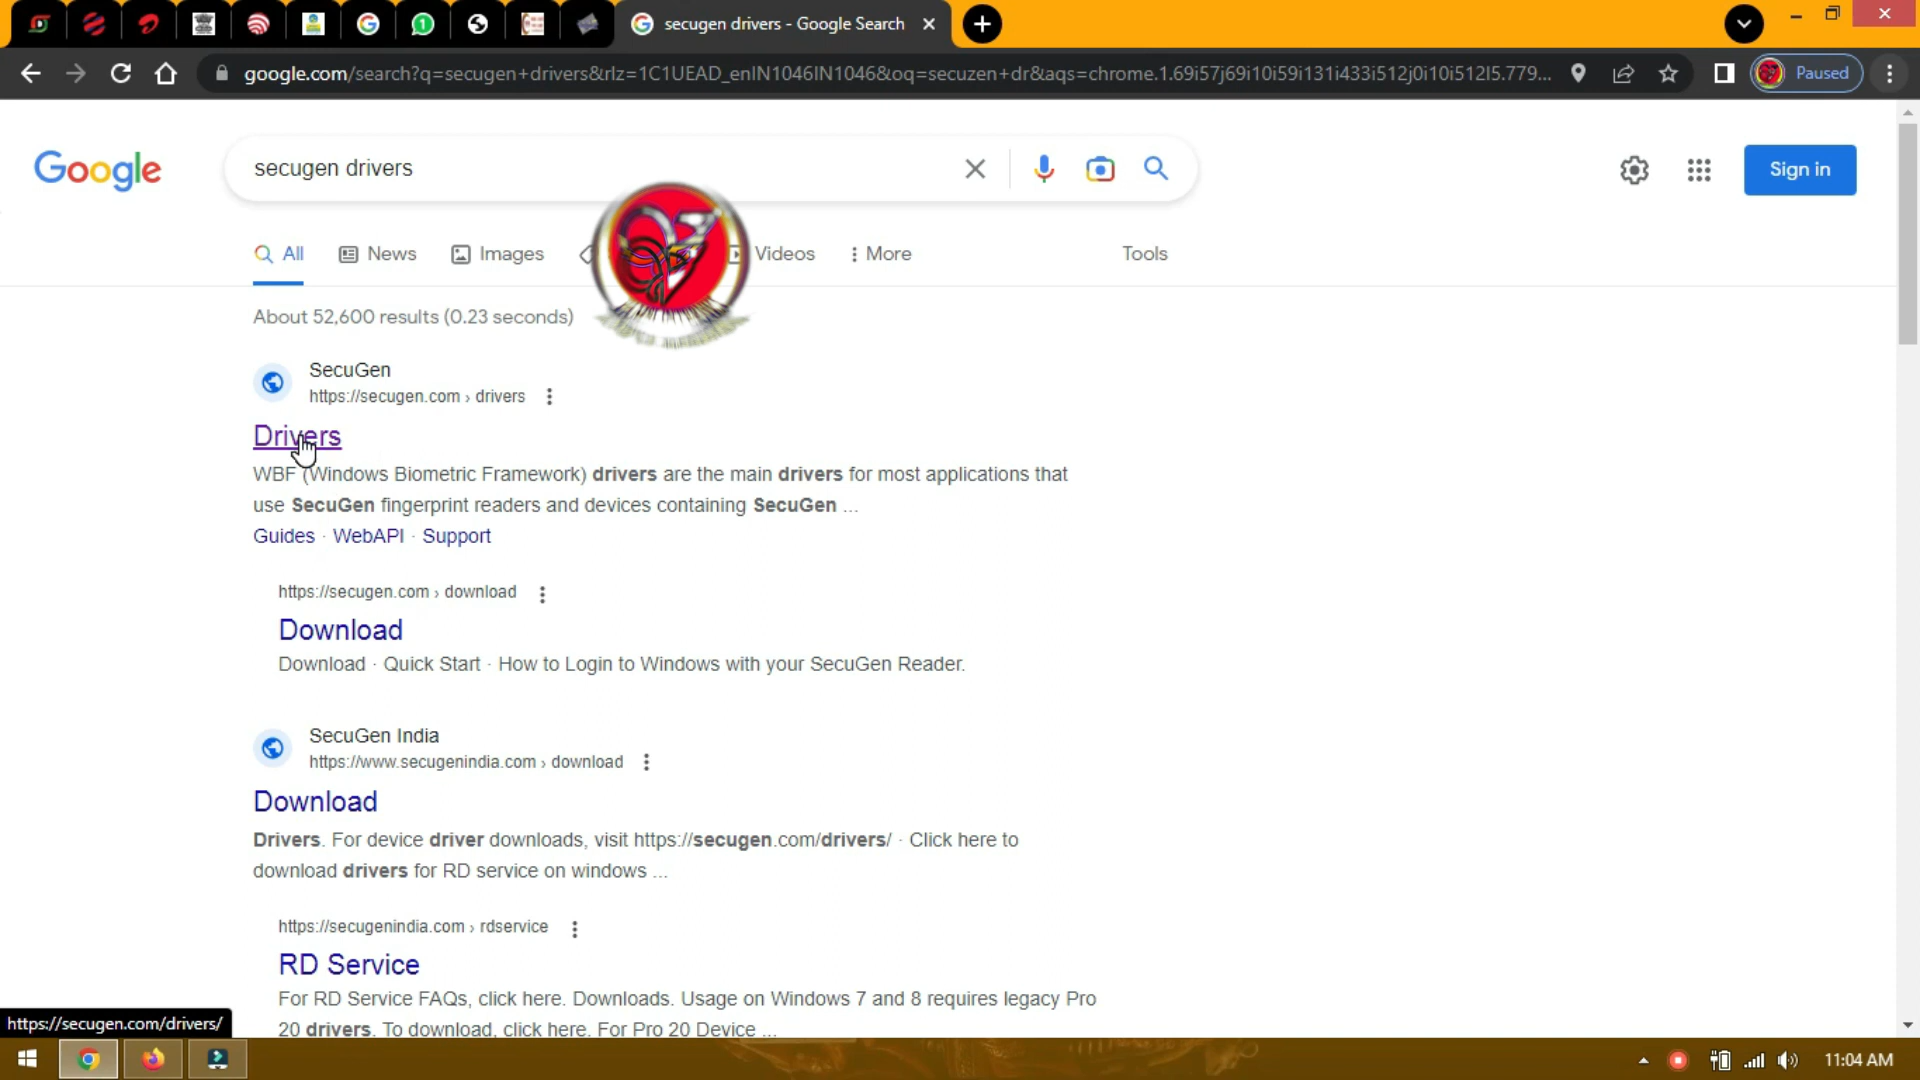 secugen drivers - Google Search
google.com/search?q=secugen+drivers&rlz=1C1UEAD_enIN1046IN1046&oq=secuzen+dr&aqs=chrome.1.69i57j69i10i59i131i433i512j0i10i512l5.779...
Paused
Google
secugen drivers
Sign in
All
News
Images
Videos
More
Tools
About 52,600 results (0.23 seconds)
SecuGen
https://secugen.com › drivers
Drivers
WBF (Windows Biometric Framework) drivers are the main drivers for most applications that
use SecuGen fingerprint readers and devices containing SecuGen ...
Guides · WebAPI · Support
https://secugen.com › download
Download
Download · Quick Start · How to Login to Windows with your SecuGen Reader.
SecuGen India
https://www.secugenindia.com › download
Download
Drivers. For device driver downloads, visit https://secugen.com/drivers/ · Click here to
download drivers for RD service on windows ...
https://secugenindia.com › rdservice
RD Service
For RD Service FAQs, click here. Downloads. Usage on Windows 7 and 8 requires legacy Pro
20 drivers. To download, click here. For Pro 20 Device ...
https://secugen.com/drivers/
11:04 AM